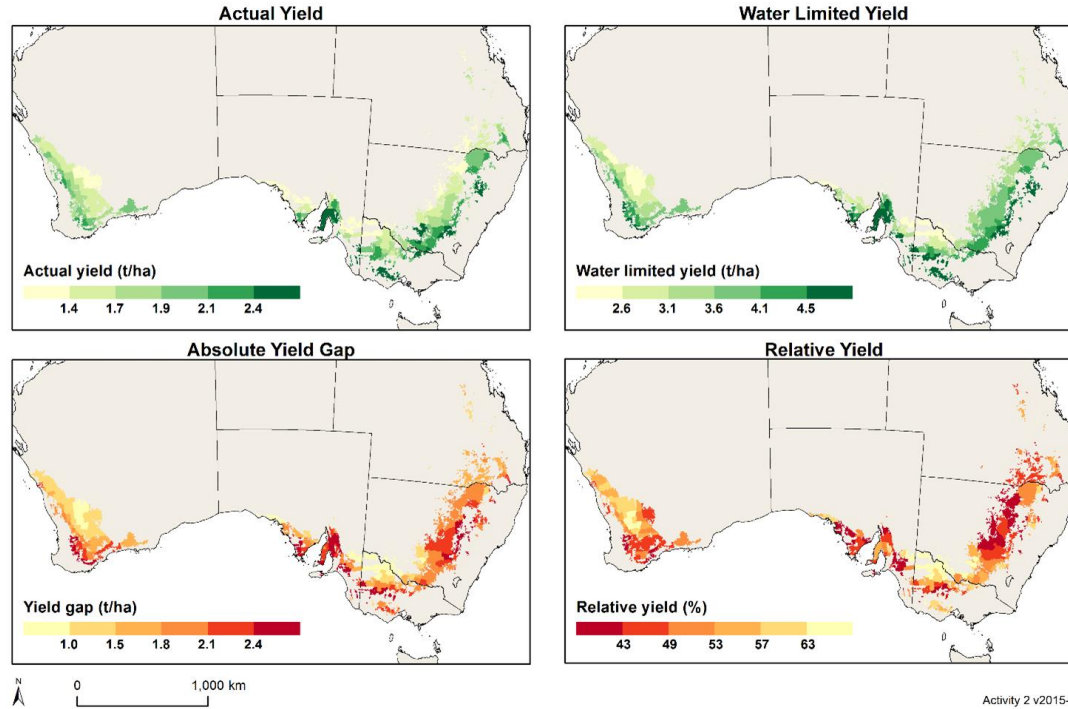 Actual Yield
Water Limited Yield
Actual yield (t/ha)
1.4 1.7 1.9 2.1 2.4
Water limited yield (t/ha)
2.6 3.1 3.6 4.1 4.5
Absolute Yield Gap
Relative Yield
Yield gap (t/ha)
1.0 1.5 1.8 2.1 2.4
Relative yield (%)
43 49 53 57 63
N
0 1,000 km
Activity 2 v2015-